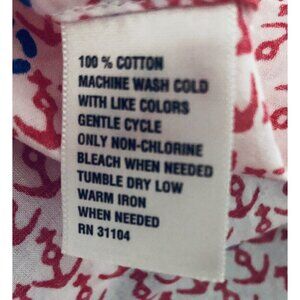 100 % COTTON
MACHINE WASH COLD
WITH LIKE COLORS
GENTLE CYCLE
ONLY NON-CHLORINE
BLEACH WHEN NEEDED
TUMBLE DRY LOW
WARM IRON
WHEN NEEDED
RN 31104